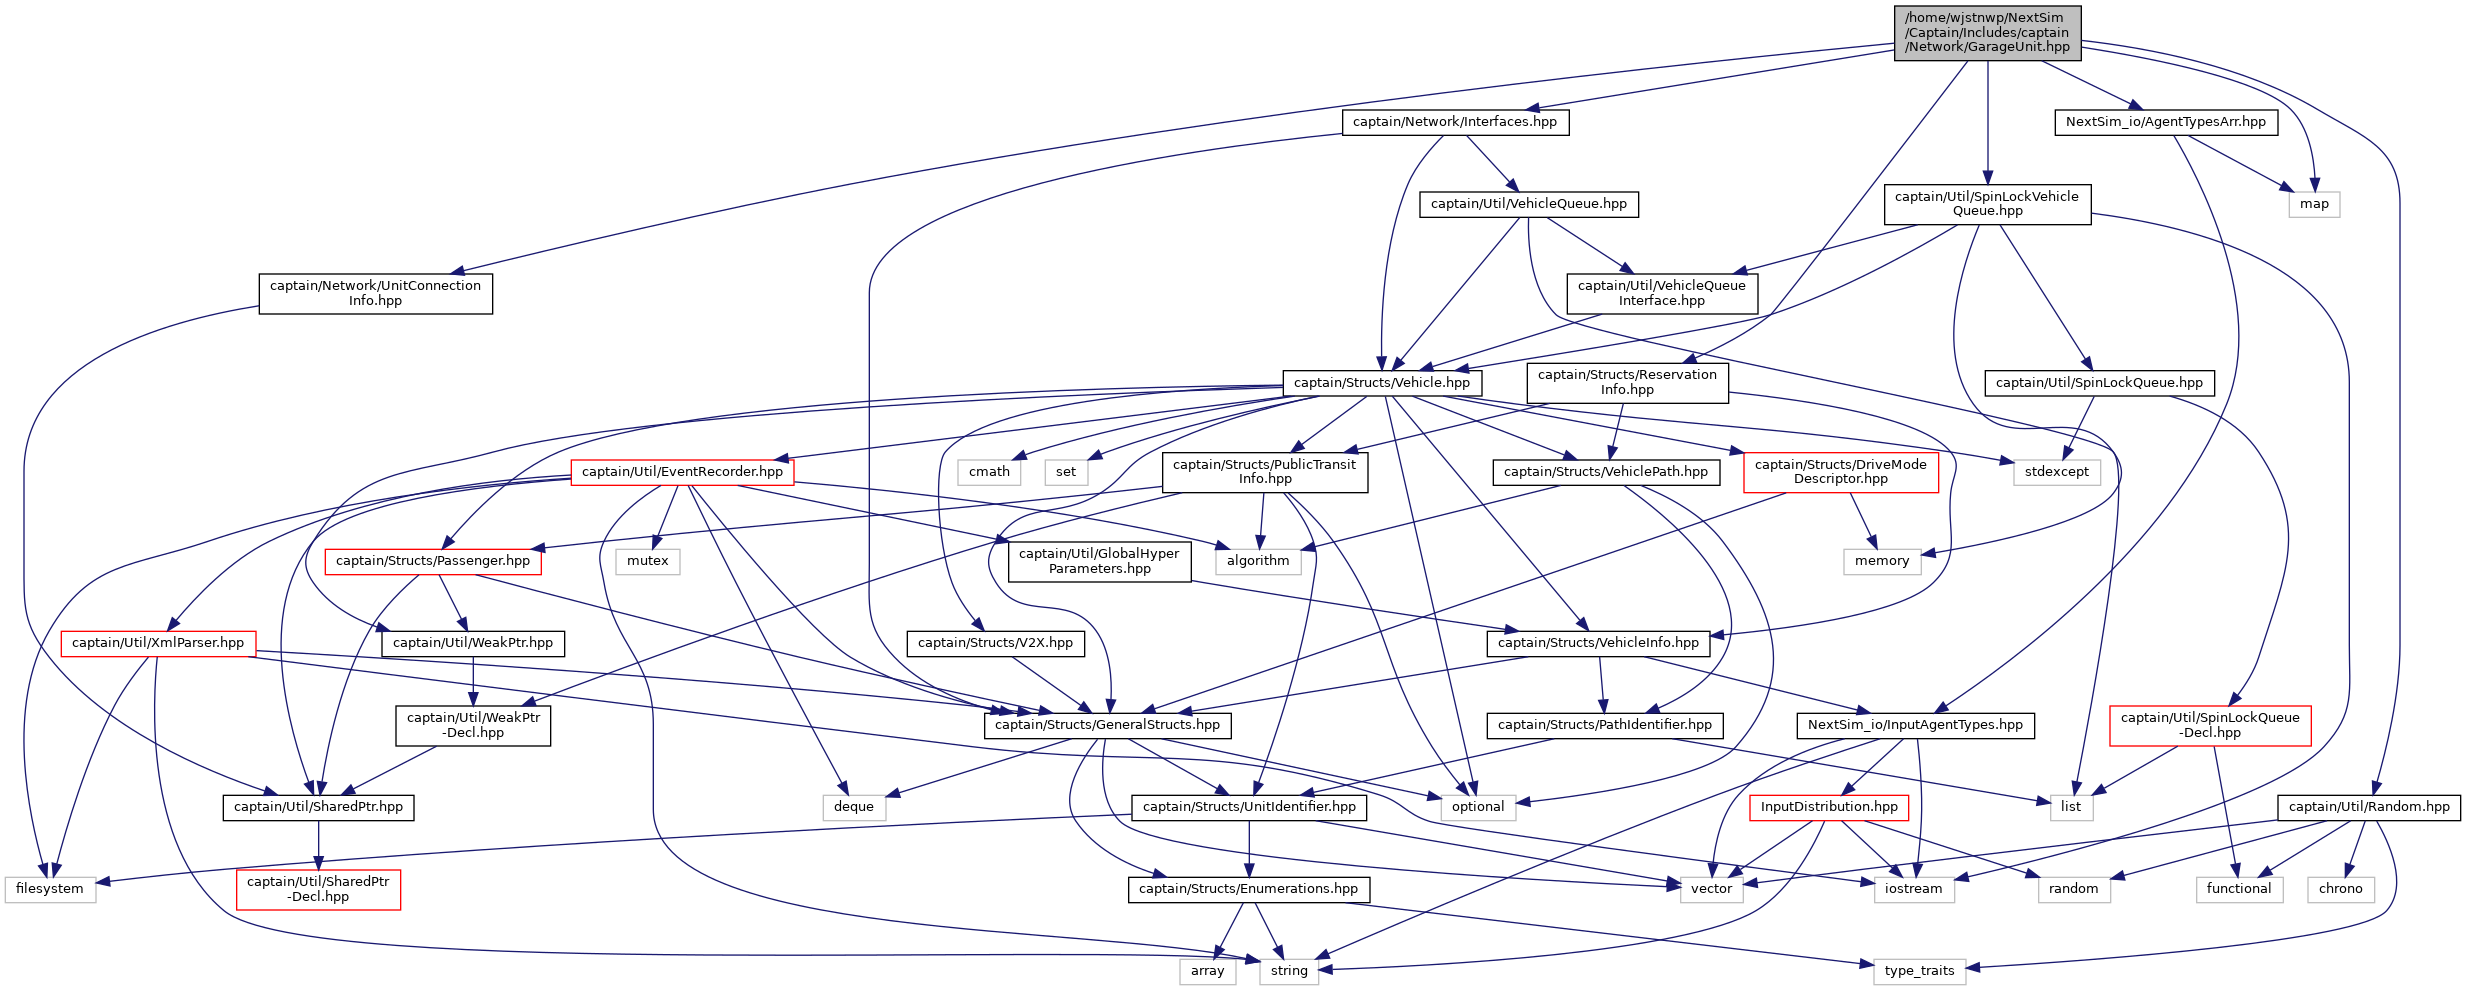 /home/wjstnwp/NextSim
/Captain/Includes/captain
/Network/GarageUnit.hpp
captain/Network/Interfaces.hpp
NextSim_io/AgentTypesArr.hpp
captain/Util/VehicleQueue.hpp
captain/Util/SpinLockVehicle
Queue.hpp
map
captain/Network/UnitConnection
Info.hpp
captain/Util/VehicleQueue
Interface.hpp
captain/Structs/Vehicle.hpp
captain/Structs/Reservation
Info.hpp
captain/Util/SpinLockQueue.hpp
captain/Util/EventRecorder.hpp
cmath
set
captain/Structs/PublicTransit
Info.hpp
captain/Structs/VehiclePath.hpp
captain/Structs/DriveMode
Descriptor.hpp
stdexcept
captain/Structs/Passenger.hpp
mutex
captain/Util/GlobalHyper
Parameters.hpp
algorithm
memory
captain/Util/XmlParser.hpp
captain/Util/WeakPtr.hpp
captain/Structs/V2X.hpp
captain/Structs/VehicleInfo.hpp
captain/Util/WeakPtr
-Decl.hpp
captain/Structs/GeneralStructs.hpp
captain/Structs/PathIdentifier.hpp
NextSim_io/InputAgentTypes.hpp
captain/Util/SpinLockQueue
-Decl.hpp
captain/Util/SharedPtr.hpp
deque
captain/Structs/UnitIdentifier.hpp
optional
InputDistribution.hpp
list
captain/Util/Random.hpp
filesystem
captain/Util/SharedPtr
-Decl.hpp
captain/Structs/Enumerations.hpp
vector
iostream
random
functional
chrono
array
string
type_traits